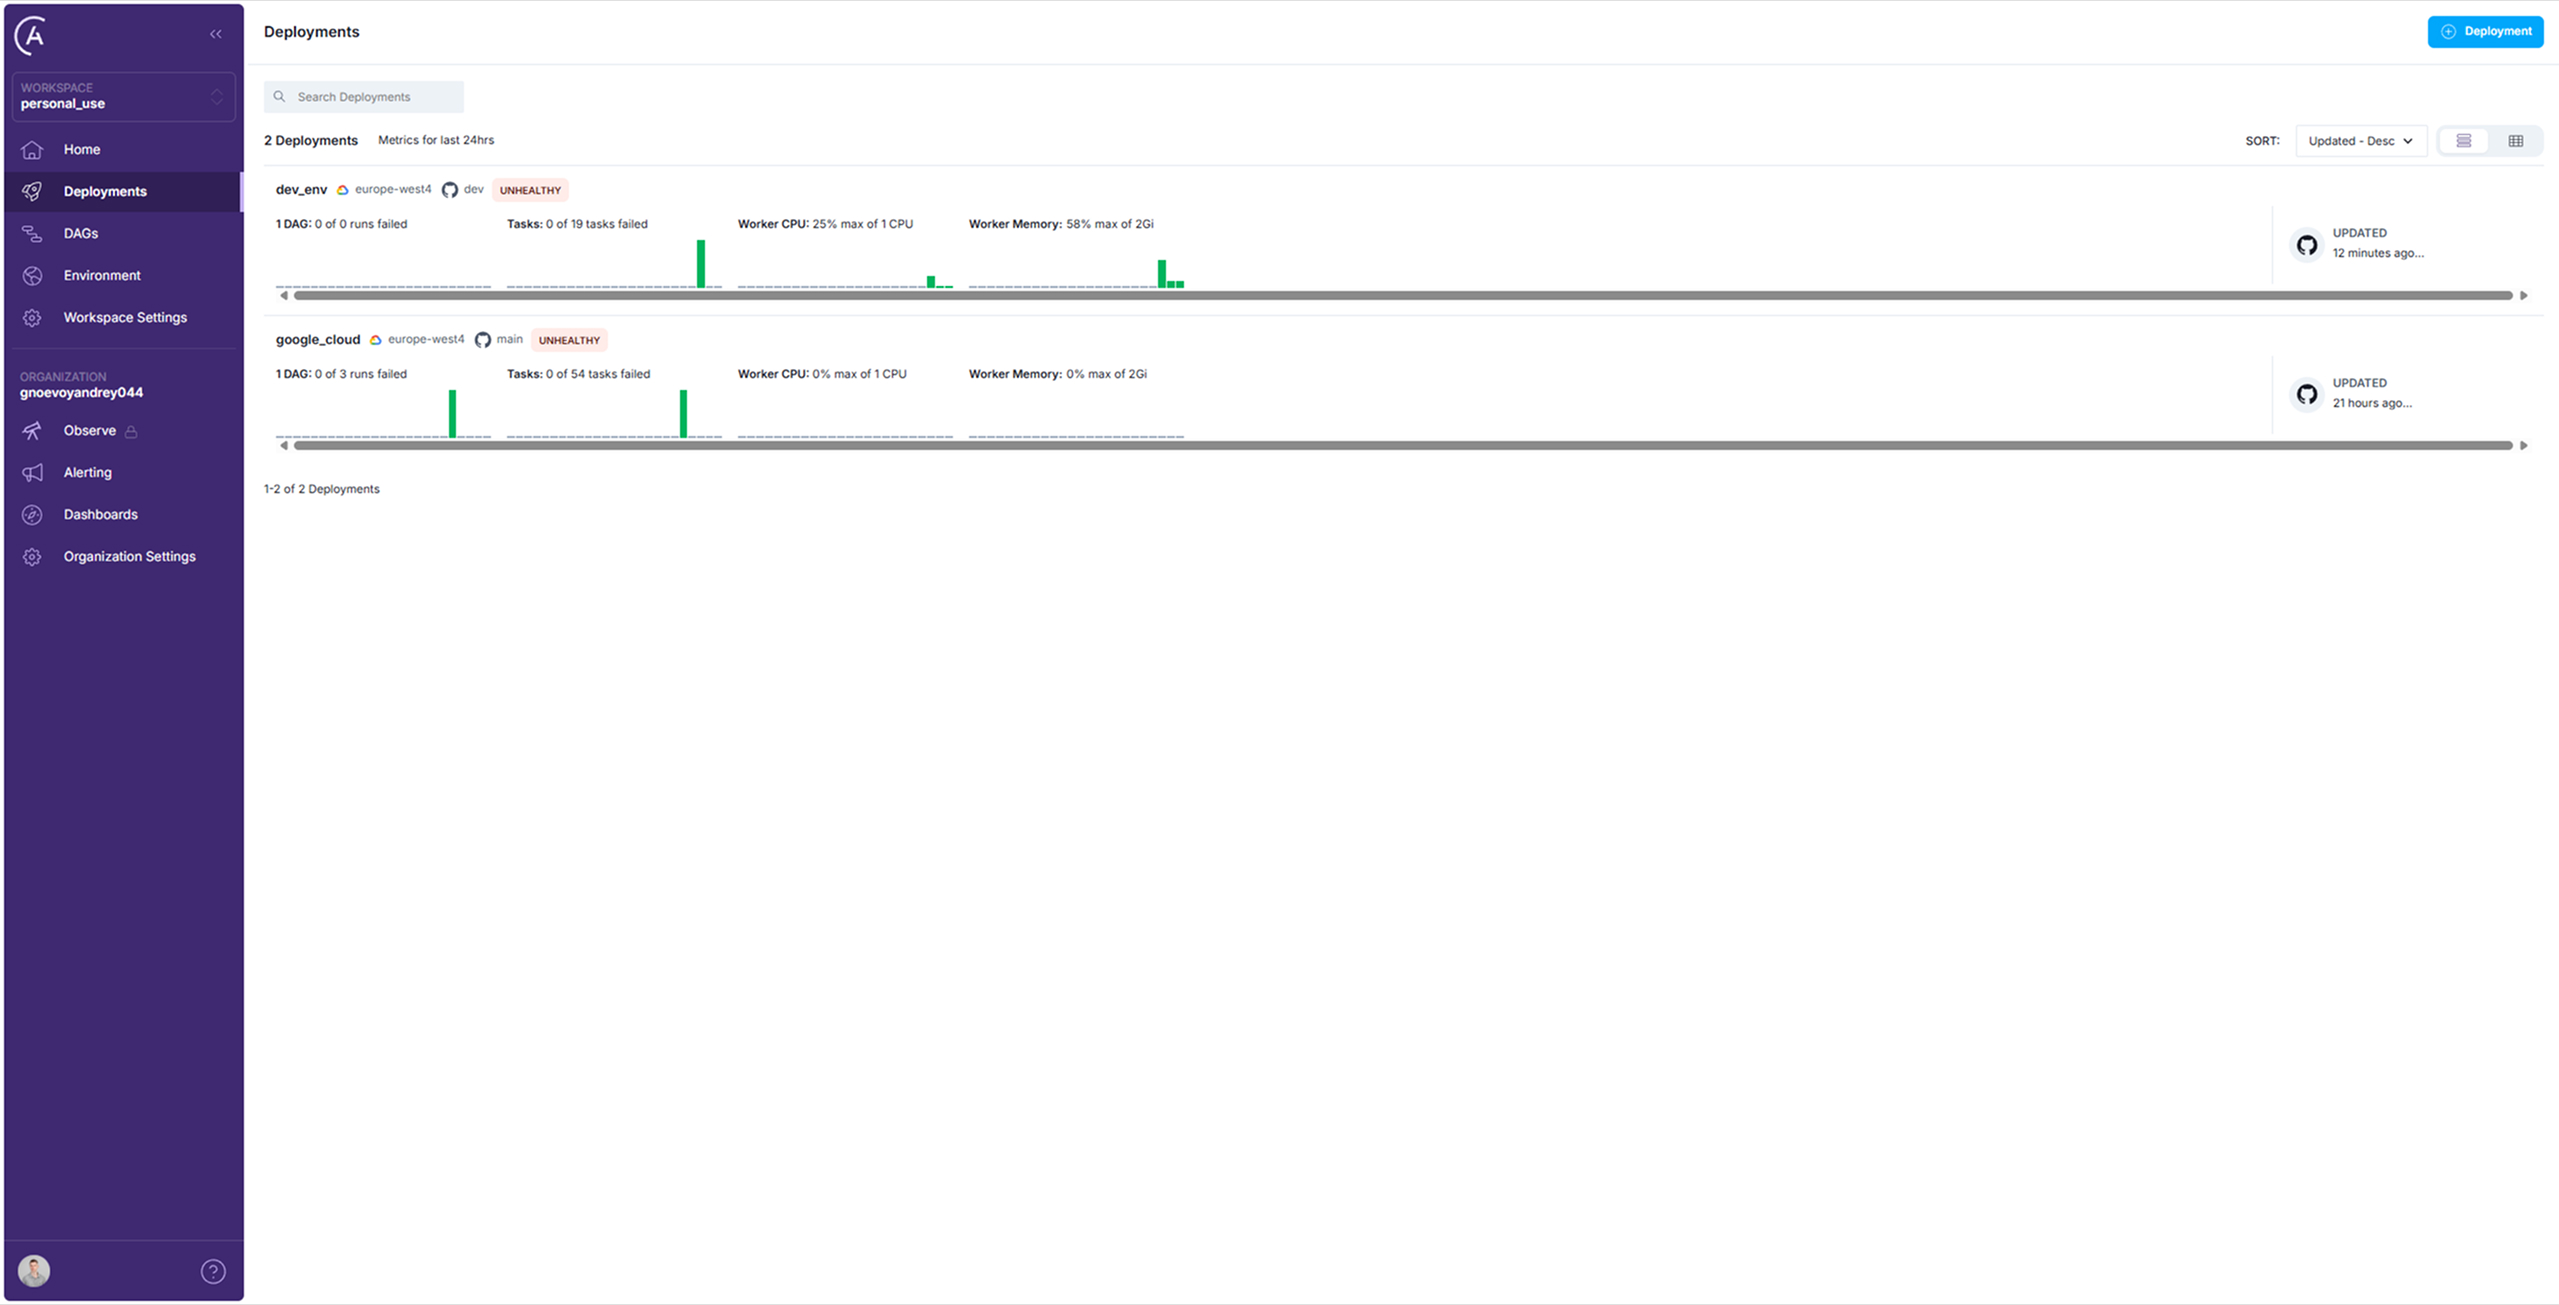 WORKSPACE
personal_use
Home
Deployments
DAGs
Environment
Workspace Settings
ORGANIZATION
gnoevoyandrey044
Observe
Alerting
Dashboards
Organization Settings
Deployments
Deployment
Search Deployments
2 Deployments Metrics for last 24hrs
SORT: Updated - Desc
dev_env europe-west4 dev UNHEALTHY
1 DAG: 0 of 0 runs failed Tasks: 0 of 19 tasks failed Worker CPU: 25% max of 1 CPU Worker Memory: 58% max of 2Gi
UPDATED
12 minutes ago...
google_cloud europe-west4 main UNHEALTHY
1 DAG: 0 of 3 runs failed Tasks: 0 of 54 tasks failed Worker CPU: 0% max of 1 CPU Worker Memory: 0% max of 2Gi
UPDATED
21 hours ago...
1-2 of 2 Deployments